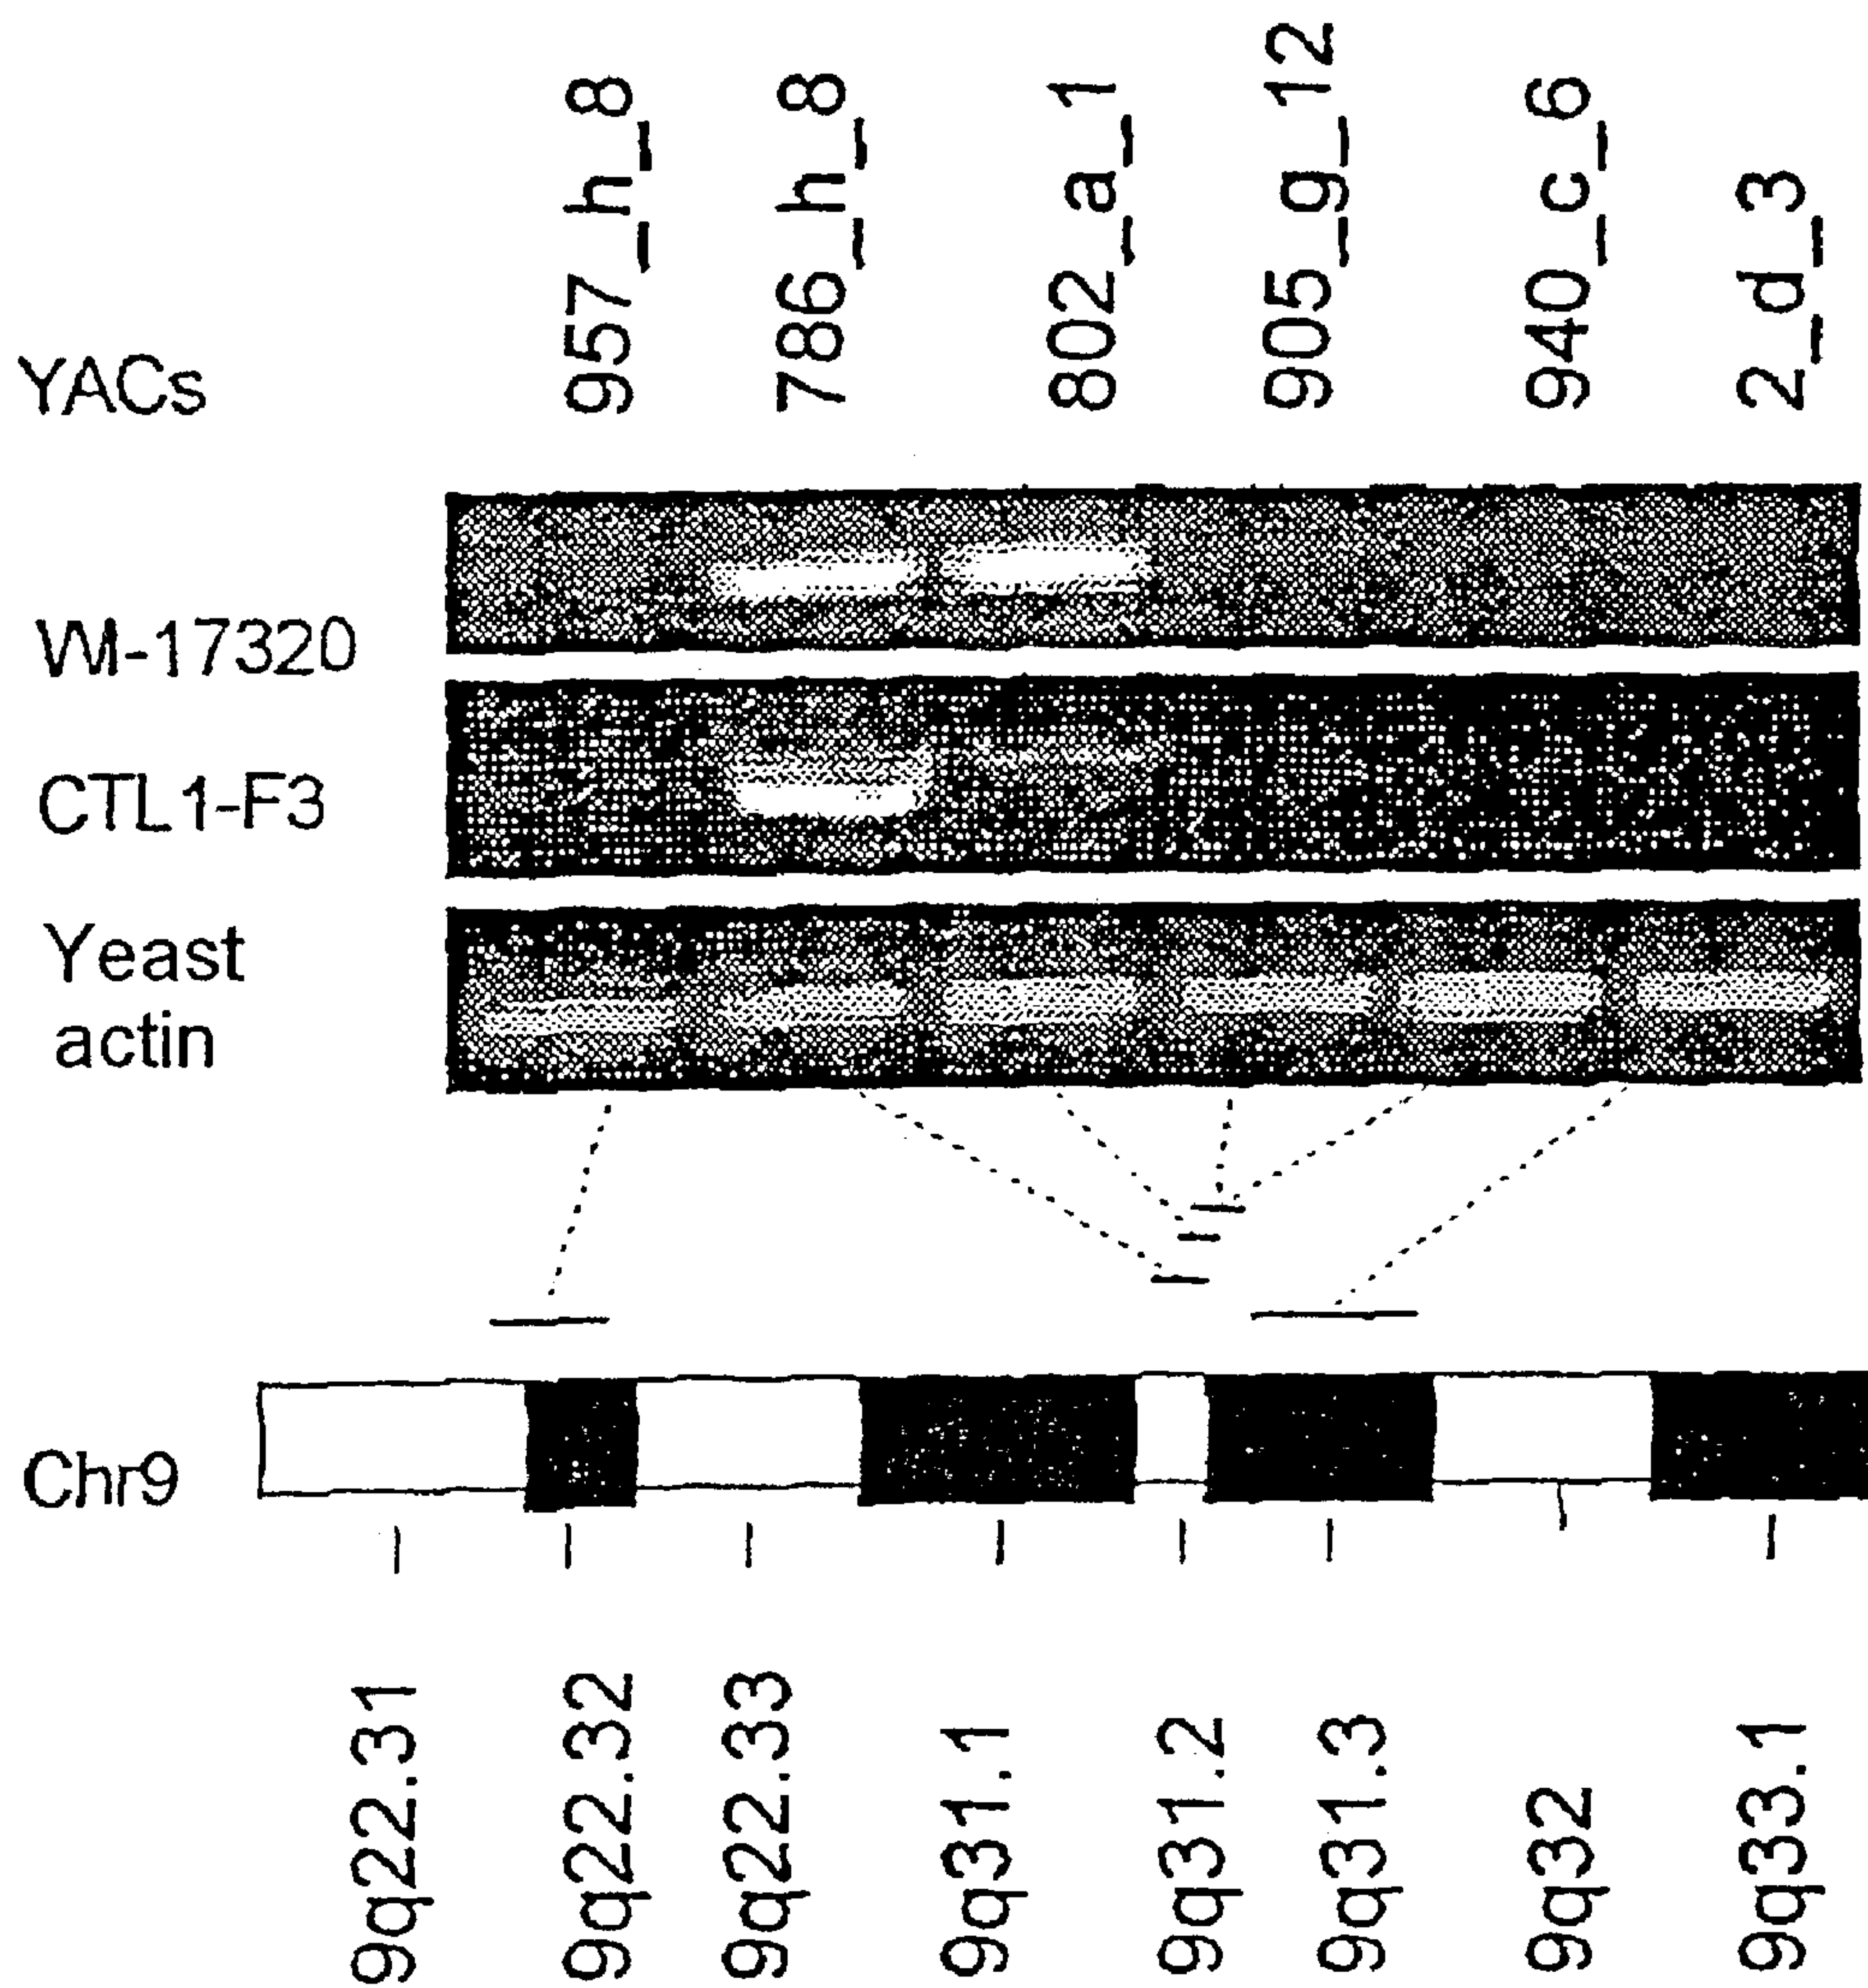 YACs
957_h_8
786_h_8
802_a_1
905_g_12
940_c_6
2_d_3
WI-17320
CTL1-F3
Yeast
actin
Chr9
9q22.31
9q22.32
9q22.33
9q31.1
9q31.2
9q31.3
9q32
9q33.1